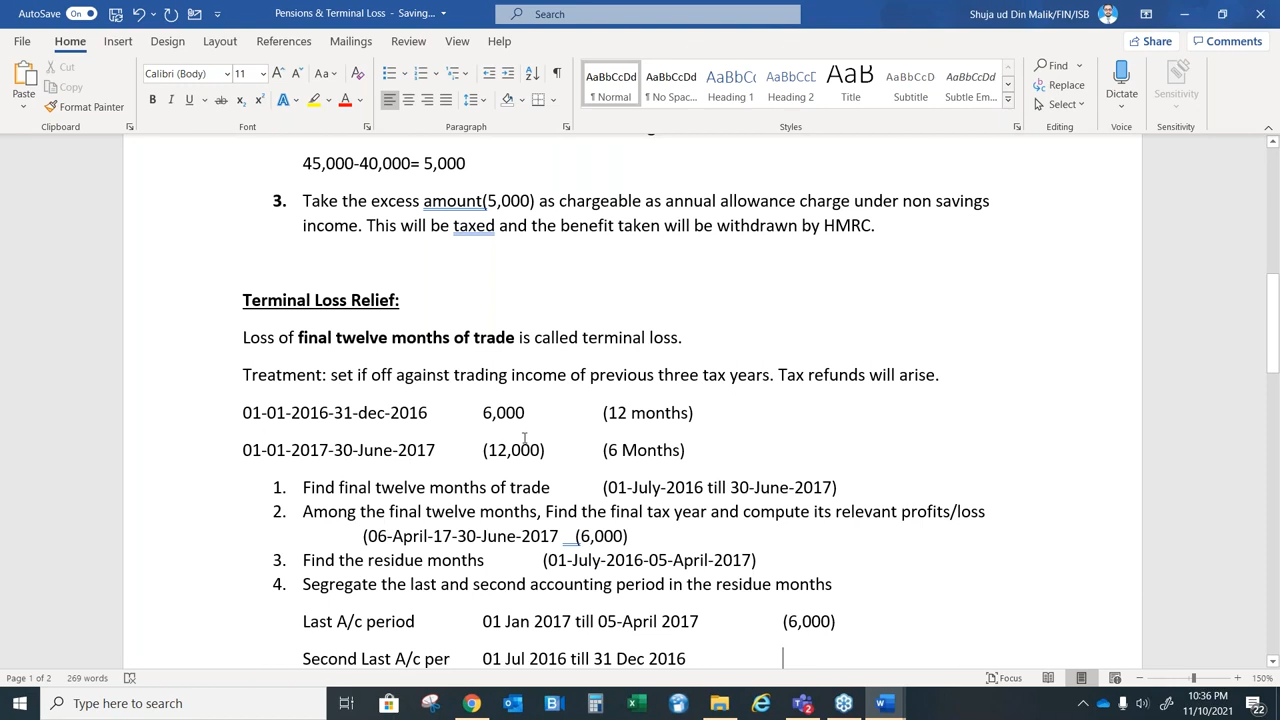 AutoSave On
Pensions & Terminal Loss Relief - Saving...
Search
Shuja ud Din Malik/FIN/ISB
File Home Insert Design Layout References Mailings Review View Help
Share Comments
Paste
Cut
Copy
Format Painter
Clipboard
Calibri (Body) 11
Font
Paragraph
AaBbCcDd AaBbCcDd AaBbC( AaBbCcI AaB AaBbCcD AaBbCcDd
¶ Normal ¶ No Spac... Heading 1 Heading 2 Title Subtitle Subtle Em...
Styles
Find
Replace
Select
Editing
Dictate
Voice
Sensitivity
Sensitivity
45,000-40,000= 5,000
3. Take the excess amount(5,000) as chargeable as annual allowance charge under non savings
income. This will be taxed and the benefit taken will be withdrawn by HMRC.
Terminal Loss Relief:
Loss of final twelve months of trade is called terminal loss.
Treatment: set if off against trading income of previous three tax years. Tax refunds will arise.
01-01-2016-31-dec-2016 6,000 (12 months)
01-01-2017-30-June-2017 (12,000) (6 Months)
1. Find final twelve months of trade (01-July-2016 till 30-June-2017)
2. Among the final twelve months, Find the final tax year and compute its relevant profits/loss
(06-April-17-30-June-2017 (6,000)
3. Find the residue months (01-July-2016-05-April-2017)
4. Segregate the last and second accounting period in the residue months
Last A/c period 01 Jan 2017 till 05-April 2017 (6,000)
Second Last A/c per 01 Jul 2016 till 31 Dec 2016
Page 1 of 2 269 words
Focus
150%
Type here to search
10:36 PM
11/10/2021
22